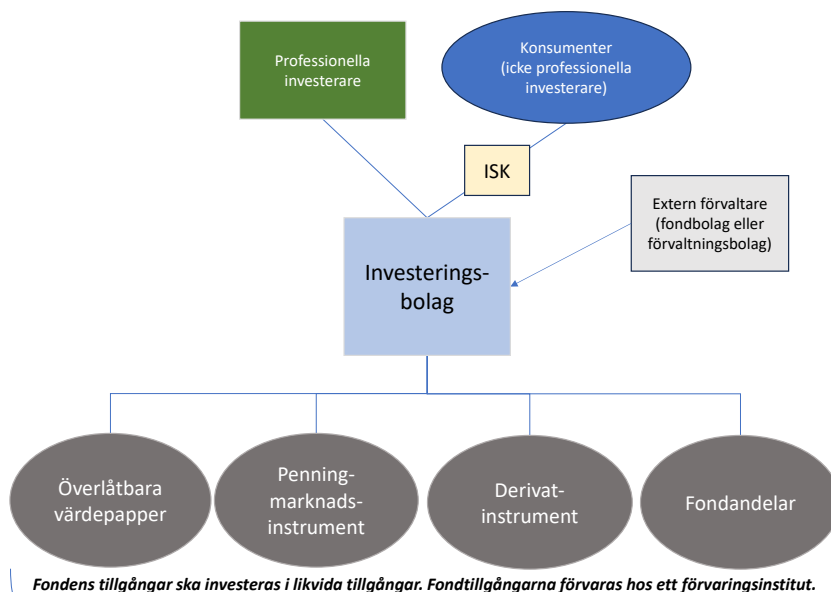 Professionella
investerare
Konsumenter
(icke professionella
investerare)
ISK
Extern förvaltare
(fondbolag eller
förvaltningsbolag)
Investerings-
bolag
Överlåtbara
värdepapper
Penning-
marknads-
instrument
Derivat-
instrument
Fondandelar
Fondens tillgångar ska investeras i likvida tillgångar. Fondtillgångarna förvaras hos ett förvaringsinstitut.